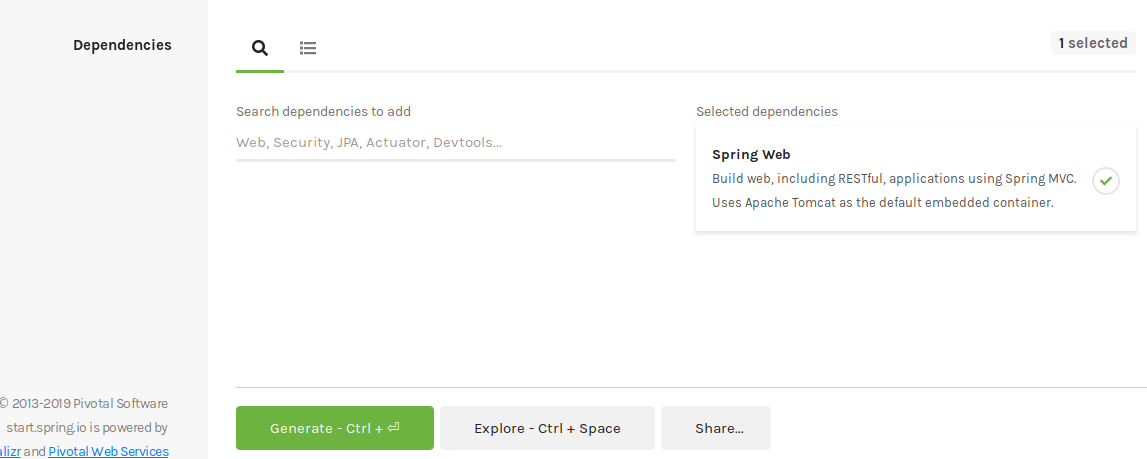 Dependencies
1 selected
Search dependencies to add
Web, Security, JPA, Actuator, Devtools...
Selected dependencies
Spring Web
Build web, including RESTful, applications using Spring MVC.
Uses Apache Tomcat as the default embedded container.
© 2013-2019 Pivotal Software
start.spring.io is powered by
and Pivotal Web Services
Generate - Ctrl + ⏎
Explore - Ctrl + Space
Share...